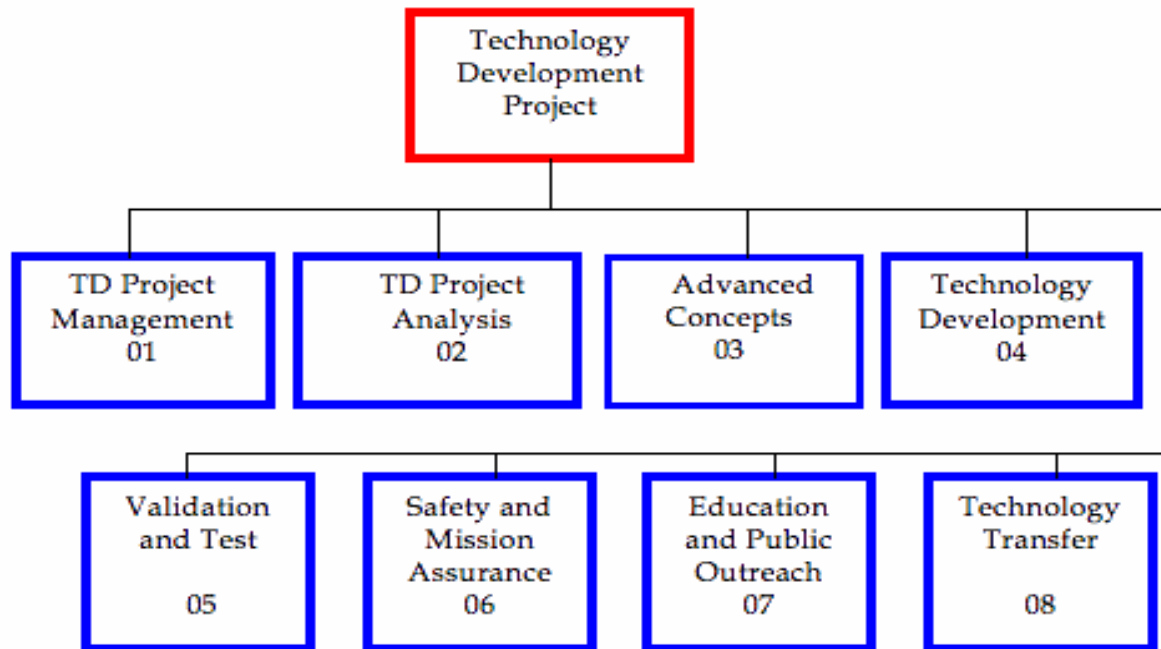 Technology
Development
Project
TD Project
Management
01
TD Project
Analysis
02
Advanced
Concepts
03
Technology
Development
04
Validation
and Test
05
Safety and
Mission
Assurance
06
Education
and Public
Outreach
07
Technology
Transfer
08